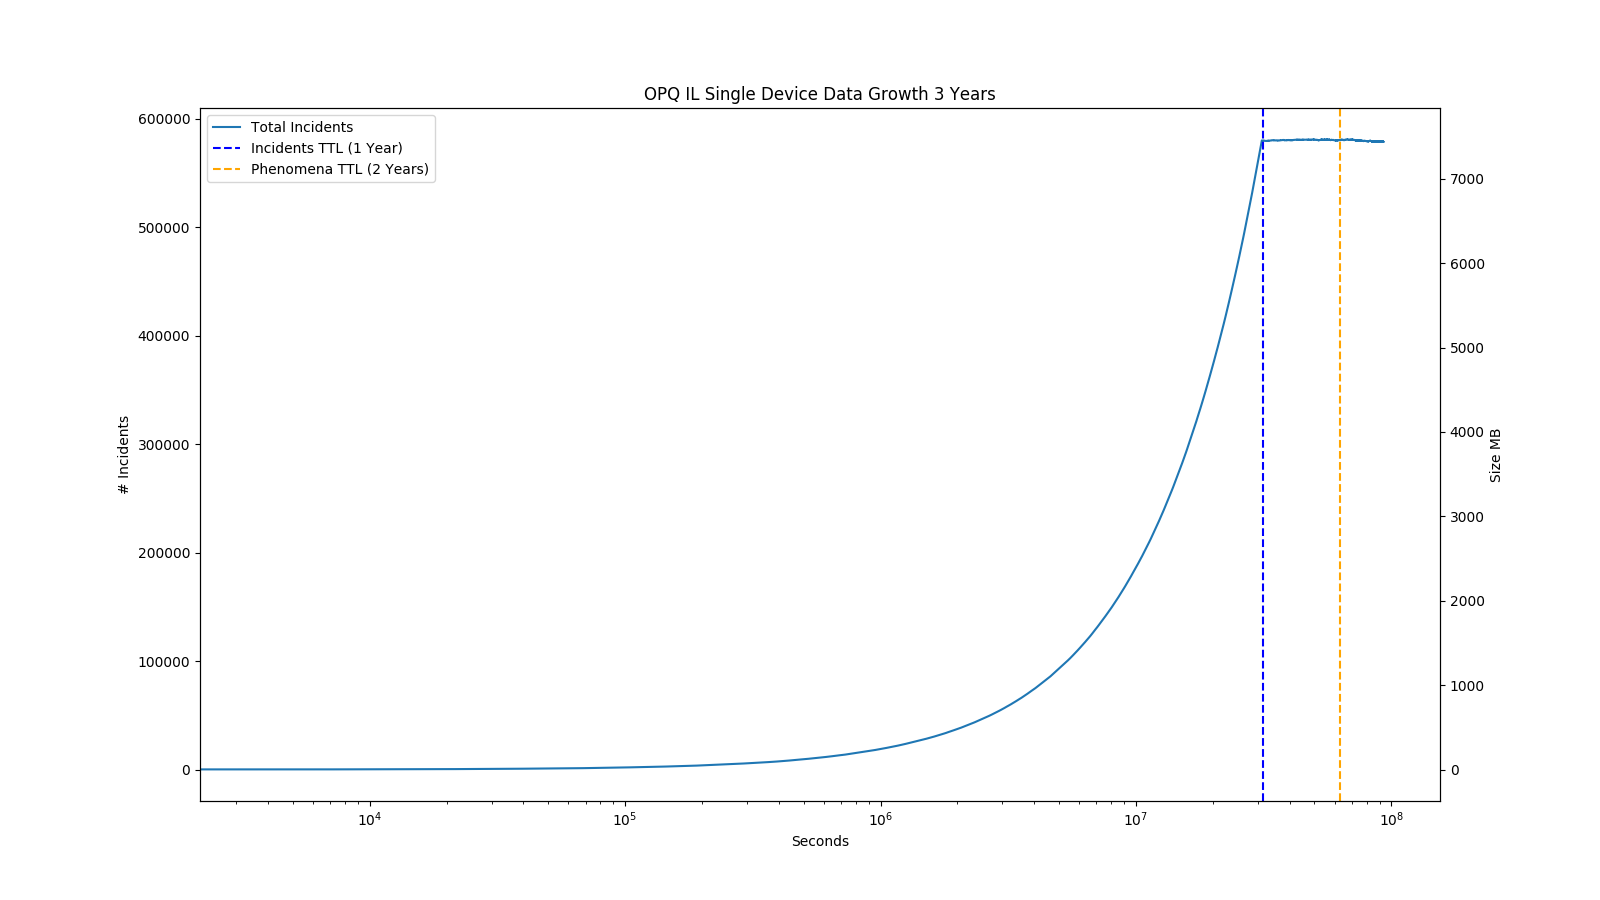 OPQ IL Single Device Data Growth 3 Years
Total Incidents
Incidents TTL (1 Year)
Phenomena TTL (2 Years)
600000
500000
400000
300000
200000
100000
0
# Incidents
7000
6000
5000
4000
3000
2000
1000
0
Size MB
10⁴ 10⁵ 10⁶ 10⁷ 10⁸
Seconds